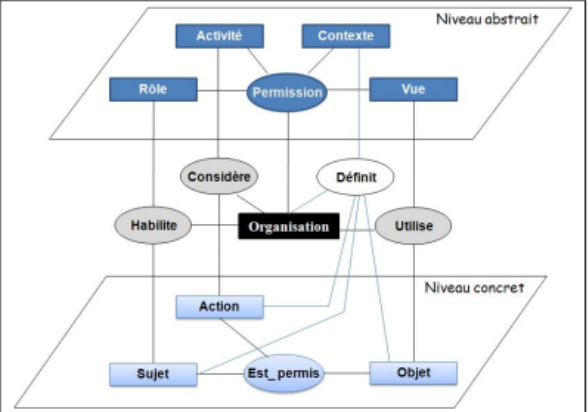 Niveau abstrait
Activité
Contexte
Rôle
Permission
Vue
Considère
Définit
Habilite
Organisation
Utilise
Niveau concret
Action
Sujet
Est_permis
Objet